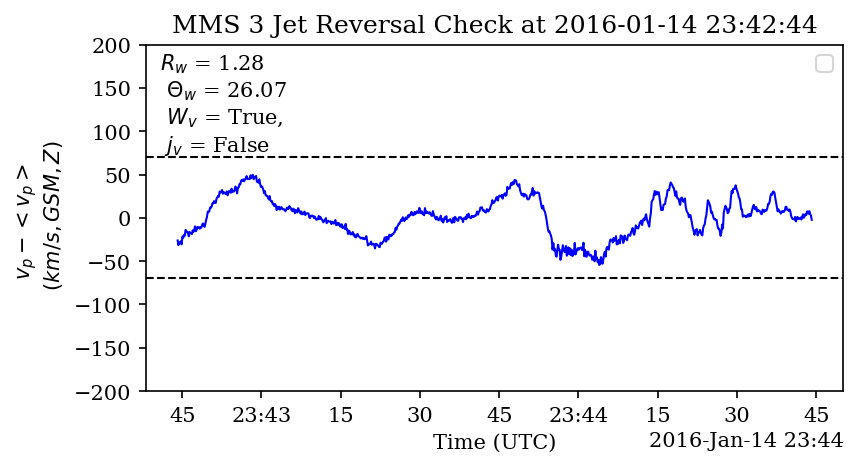 MMS 3 Jet Reversal Check at 2016-01-14 23:42:44
R_w = 1.28
Θ_w = 26.07
W_v = True,
j_v = False
v_p − < v_p >
(km/s, GSM, Z)
200
150
100
50
0
−50
−100
−150
−200
45 23:43 15 30 45 23:44 15 30 45
Time (UTC)
2016-Jan-14 23:44